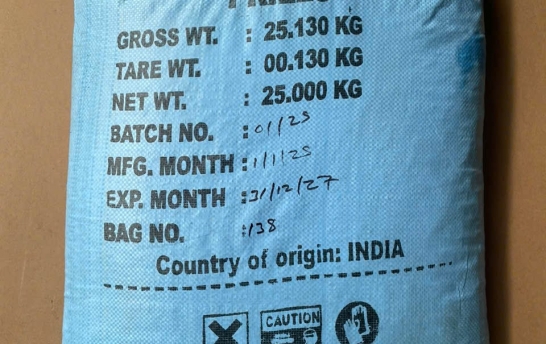 GROSS WT. : 25.130 KG
TARE WT. : 00.130 KG
NET WT. : 25.000 KG
BATCH NO. : 01/25
MFG. MONTH : 1/1/25
EXP. MONTH : 31/12/27
BAG NO. : 138
Country of origin: INDIA
CAUTION